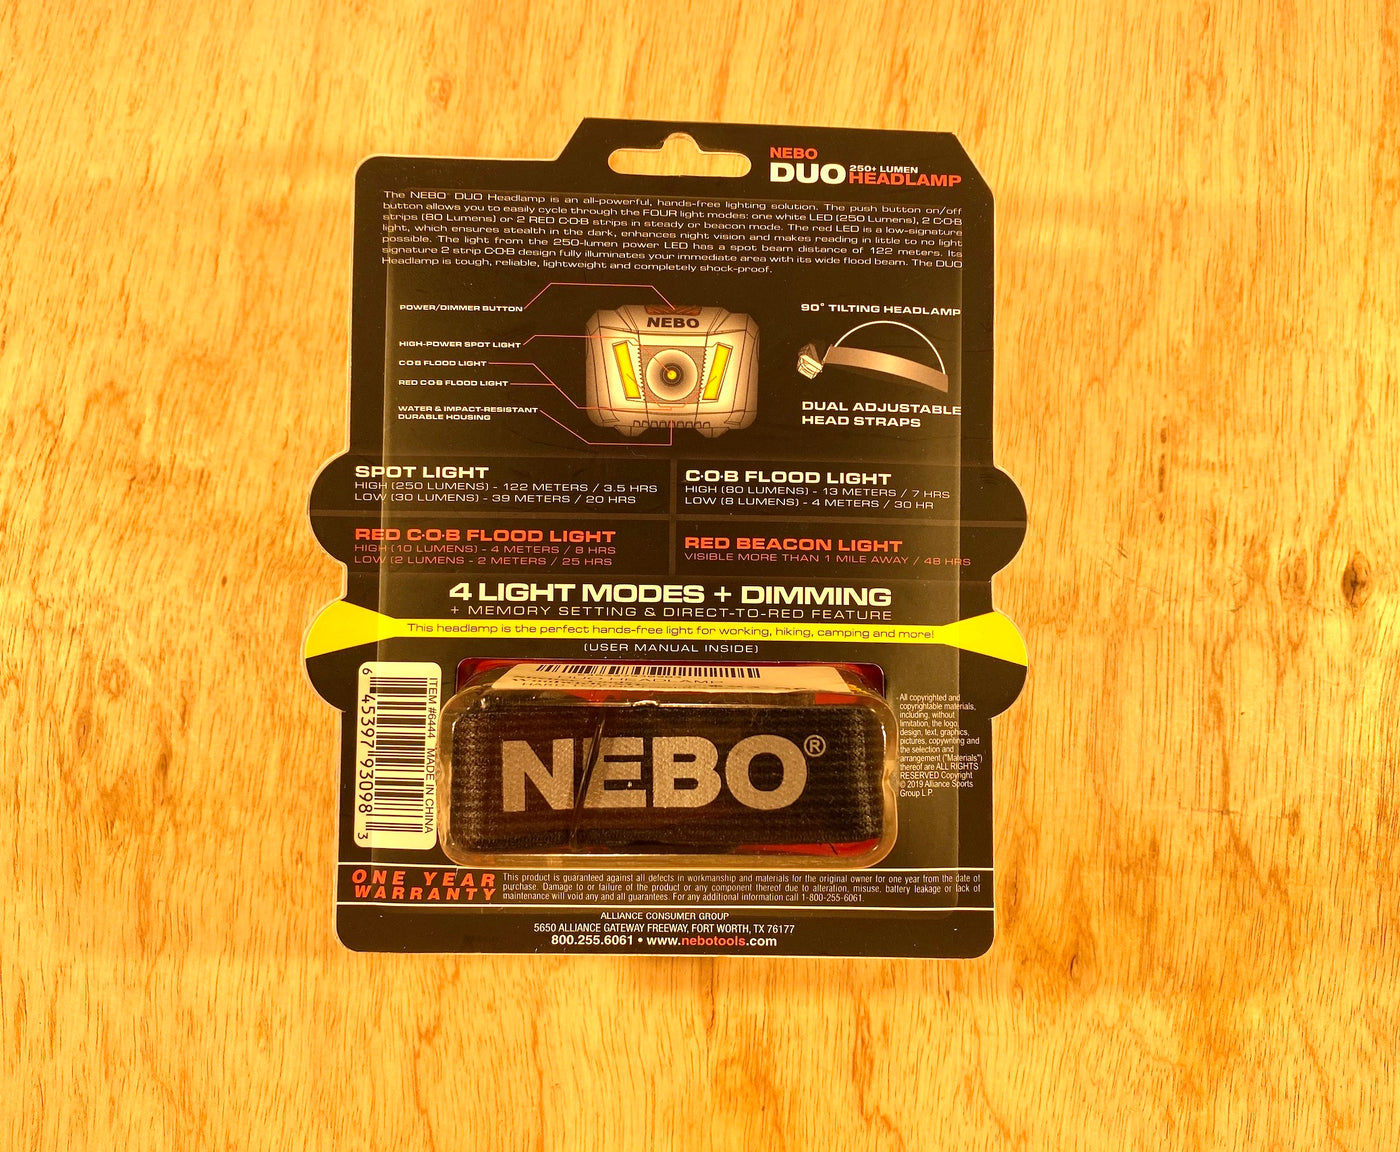 NEBO
DUO 250+ LUMEN HEADLAMP
The NEBO™ DUO Headlamp is an all-powerful, hands-free lighting solution. The push button on/off
button allows you to easily cycle through the FOUR light modes: one white LED (250 Lumens), 2 C·O·B
strips (80 Lumens) or 2 RED C·O·B strips in steady or beacon mode. The red LED is a low-signature
light, which ensures stealth in the dark, enhances night vision and makes reading in little to no light
possible. The light from the 250-lumen power LED has a spot beam distance of 122 meters. Its
signature 2 strip C·O·B design fully illuminates your immediate area with its wide flood beam. The DUO
Headlamp is tough, reliable, lightweight and completely shock-proof.
POWER/DIMMER BUTTON
HIGH-POWER SPOT LIGHT
C·O·B FLOOD LIGHT
RED C·O·B FLOOD LIGHT
WATER & IMPACT-RESISTANT
DURABLE HOUSING
NEBO
90° TILTING HEADLAMP
DUAL ADJUSTABLE
HEAD STRAPS
SPOT LIGHT
HIGH (250 LUMENS) - 122 METERS / 3.5 HRS
LOW (30 LUMENS) - 39 METERS / 20 HRS
C·O·B FLOOD LIGHT
HIGH (80 LUMENS) - 13 METERS / 7 HRS
LOW (8 LUMENS) - 4 METERS / 30 HR
RED C·O·B FLOOD LIGHT
HIGH (10 LUMENS) - 4 METERS / 8 HRS
LOW (2 LUMENS - 2 METERS / 25 HRS
RED BEACON LIGHT
VISIBLE MORE THAN 1 MILE AWAY / 48 HRS
4 LIGHT MODES + DIMMING
+ MEMORY SETTING & DIRECT-TO-RED FEATURE
This headlamp is the perfect hands-free light for working, hiking, camping and more!
(USER MANUAL INSIDE)
ITEM #6444 MADE IN CHINA
6 45397 93098 3
HEADLAMP
NEBO®
All copyrighted and
copyrightable materials,
including, without
limitation, the logo,
design, text, graphics,
pictures, copywriting and
the selection and
arrangement ("Materials")
thereof are ALL RIGHTS
RESERVED Copyright
© 2019 Alliance Sports
Group L.P.
ONE YEAR
WARRANTY
This product is guaranteed against all defects in workmanship and materials for the original owner for one year from the date of
purchase. Damage to or failure of the product or any component thereof due to alteration, misuse, battery leakage or lack of
maintenance will void any and all guarantees. For any additional information call 1-800-255-6061.
ALLIANCE CONSUMER GROUP
5650 ALLIANCE GATEWAY FREEWAY, FORT WORTH, TX 76177
800.255.6061 • www.nebotools.com